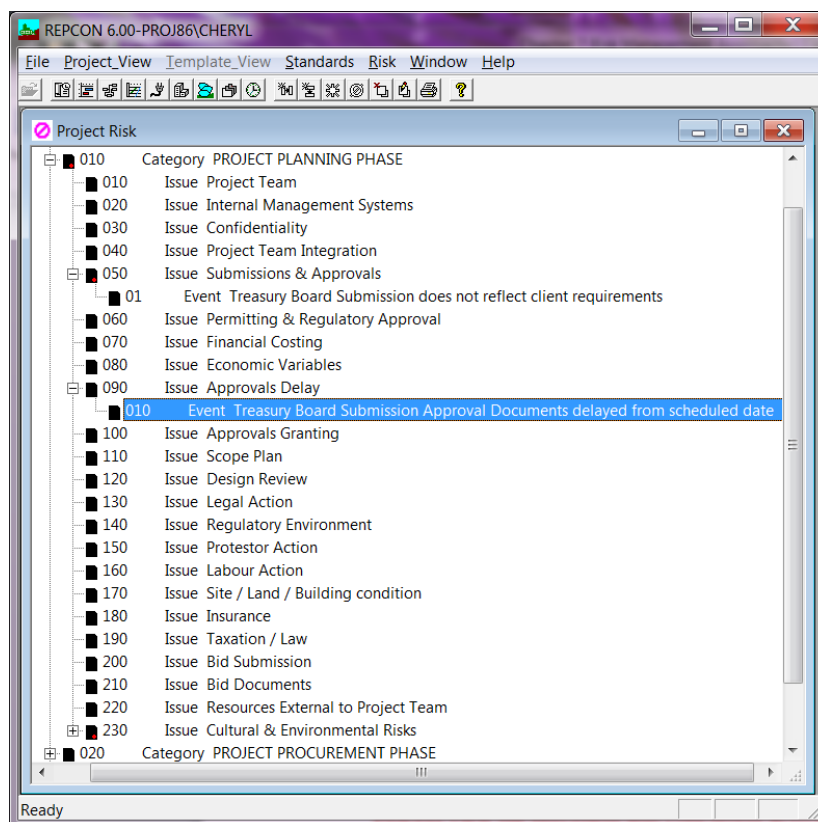 REPCON 6.00-PROJ86\CHERYL
File Project_View Template_View Standards Risk Window Help
Project Risk
010 Category PROJECT PLANNING PHASE
010 Issue Project Team
020 Issue Internal Management Systems
030 Issue Confidentiality
040 Issue Project Team Integration
050 Issue Submissions & Approvals
01 Event Treasury Board Submission does not reflect client requirements
060 Issue Permitting & Regulatory Approval
070 Issue Financial Costing
080 Issue Economic Variables
090 Issue Approvals Delay
010 Event Treasury Board Submission Approval Documents delayed from scheduled date
100 Issue Approvals Granting
110 Issue Scope Plan
120 Issue Design Review
130 Issue Legal Action
140 Issue Regulatory Environment
150 Issue Protestor Action
160 Issue Labour Action
170 Issue Site / Land / Building condition
180 Issue Insurance
190 Issue Taxation / Law
200 Issue Bid Submission
210 Issue Bid Documents
220 Issue Resources External to Project Team
230 Issue Cultural & Environmental Risks
020 Category PROJECT PROCUREMENT PHASE
Ready